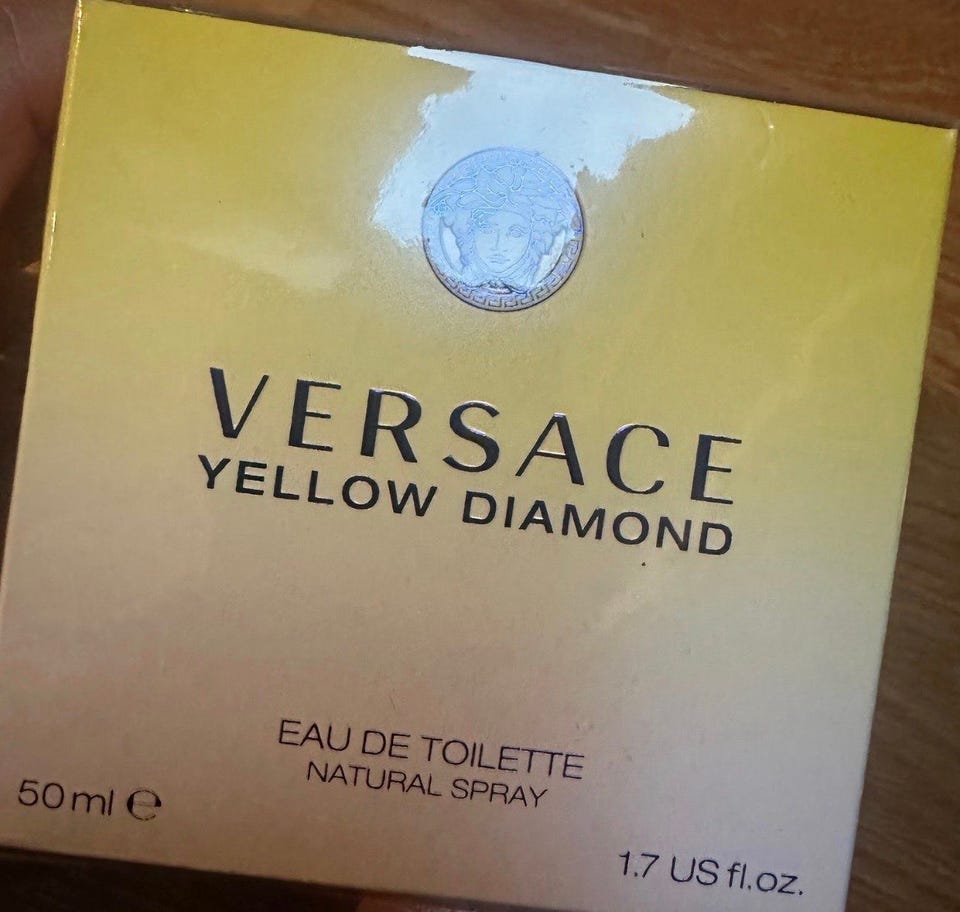 VERSACE
YELLOW DIAMOND
EAU DE TOILETTE
NATURAL SPRAY
50 ml ℮
1.7 US fl.oz.